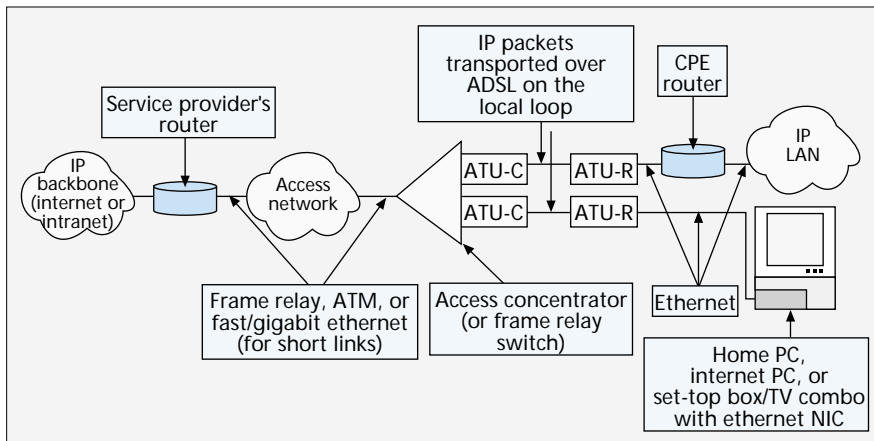 IP packets
transported over
ADSL on the
local loop
CPE
router
Service provider's
router
IP
backbone
(internet or
intranet)
Access
network
ATU-C
ATU-R
ATU-C
ATU-R
IP
LAN
Frame relay, ATM, or
fast/gigabit ethernet
(for short links)
Access concentrator
(or frame relay
switch)
Ethernet
Home PC,
internet PC, or
set-top box/TV combo
with ethernet NIC